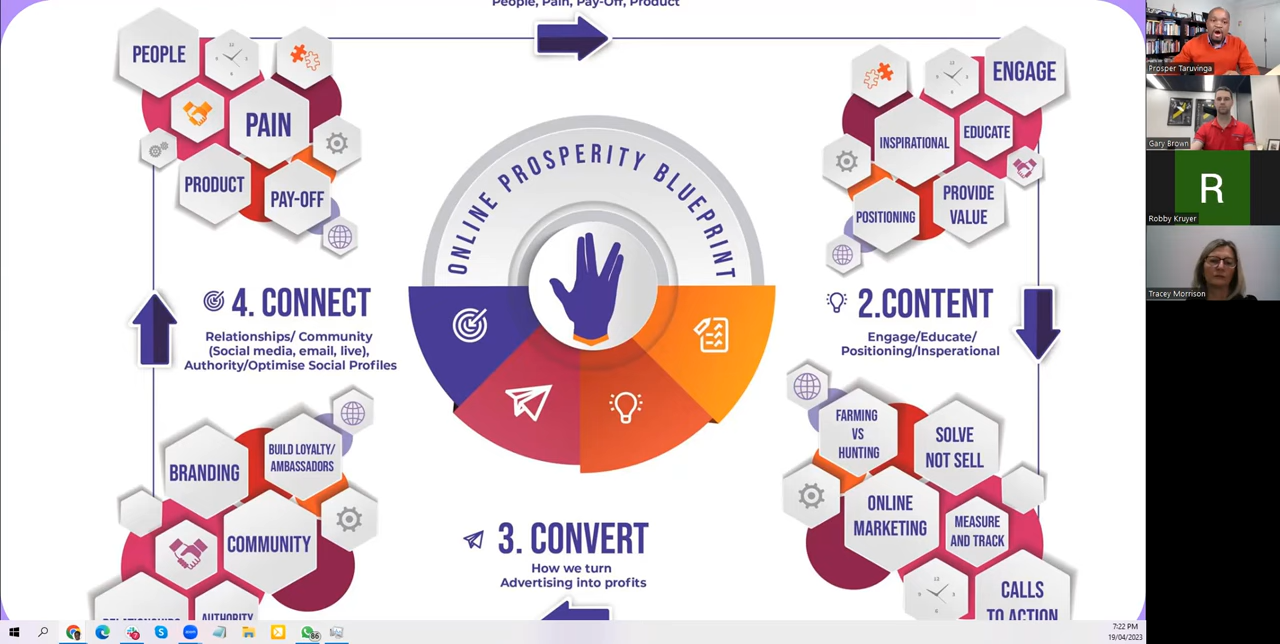 People, Pain, Pay-Off, Product
PEOPLE
PAIN
PRODUCT
PAY-OFF
ENGAGE
INSPIRATIONAL
EDUCATE
POSITIONING
PROVIDE
VALUE
ONLINE PROSPERITY BLUEPRINT
4. CONNECT
Relationships/ Community
(Social media, email, live),
Authority/Optimise Social Profiles
2.CONTENT
Engage/Educate/
Positioning/Insperational
BRANDING
BUILD LOYALTY/
AMBASSADORS
COMMUNITY
AUTHORITY
3. CONVERT
How we turn
Advertising into profits
FARMING
VS
HUNTING
SOLVE
NOT SELL
ONLINE
MARKETING
MEASURE
AND TRACK
CALLS
TO ACTION
Prosper Taruvinga
Gary Brown
R
Robby Kruyer
Tracey Morrison
86
7:22 PM
19/04/2023